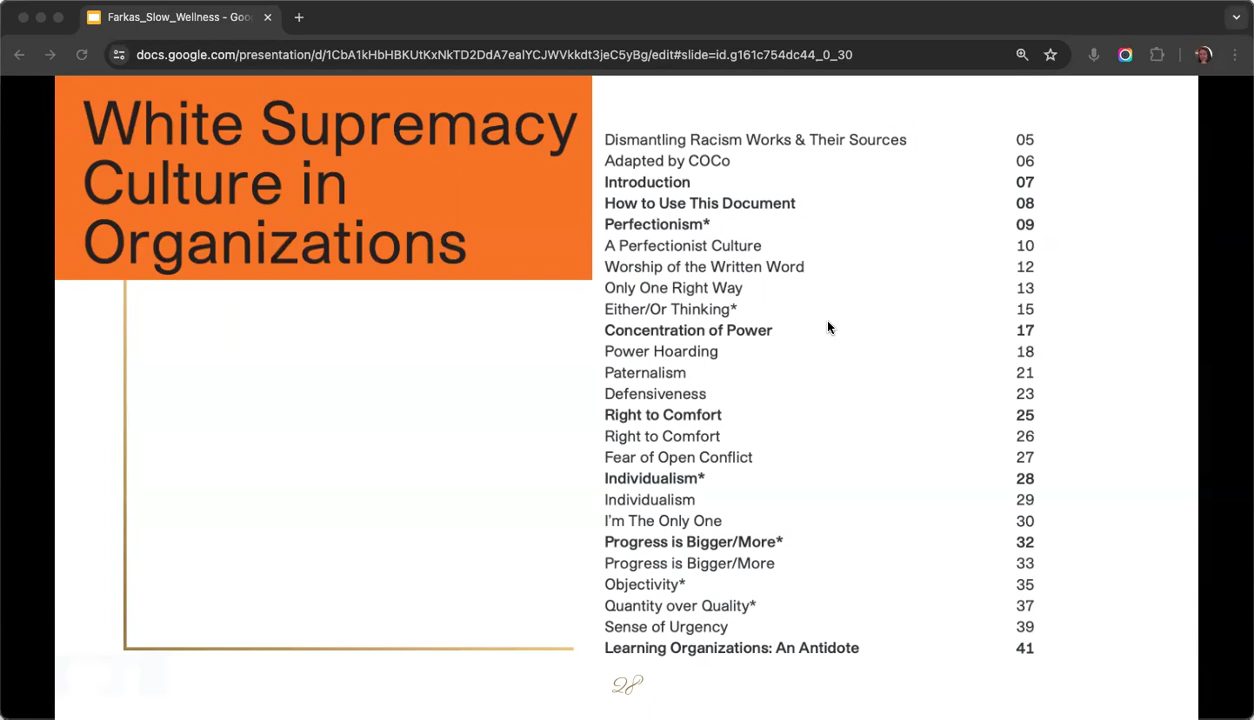 Farkas_Slow_Wellness - Goo
docs.google.com/presentation/d/1CbA1kHbHBKUtKxNkTD2DdA7ealYCJWVkkdt3jeC5yBg/edit#slide=id.g161c754dc44_0_30
White Supremacy
Culture in
Organizations
Dismantling Racism Works & Their Sources 05
Adapted by COCo 06
Introduction 07
How to Use This Document 08
Perfectionism* 09
A Perfectionist Culture 10
Worship of the Written Word 12
Only One Right Way 13
Either/Or Thinking* 15
Concentration of Power 17
Power Hoarding 18
Paternalism 21
Defensiveness 23
Right to Comfort 25
Right to Comfort 26
Fear of Open Conflict 27
Individualism* 28
Individualism 29
I'm The Only One 30
Progress is Bigger/More* 32
Progress is Bigger/More 33
Objectivity* 35
Quantity over Quality* 37
Sense of Urgency 39
Learning Organizations: An Antidote 41
28